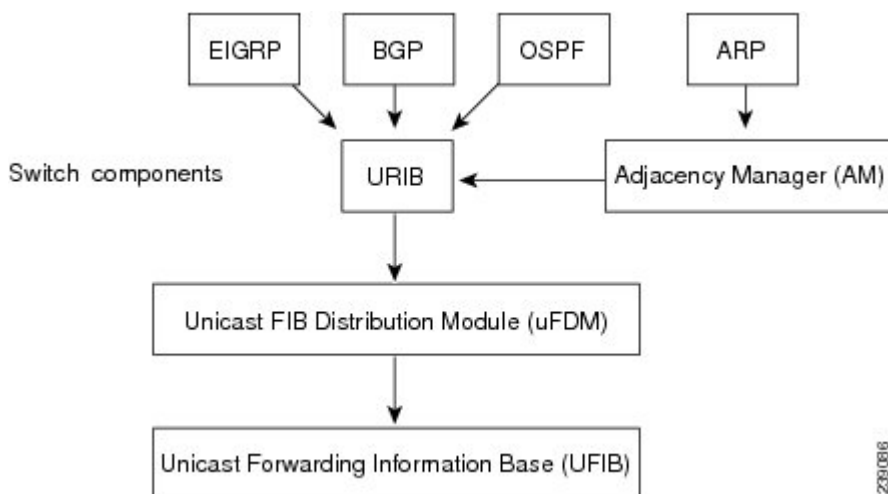 EIGRP
BGP
OSPF
ARP
Switch components
URIB
Adjacency Manager (AM)
Unicast FIB Distribution Module (uFDM)
Unicast Forwarding Information Base (UFIB)
239086